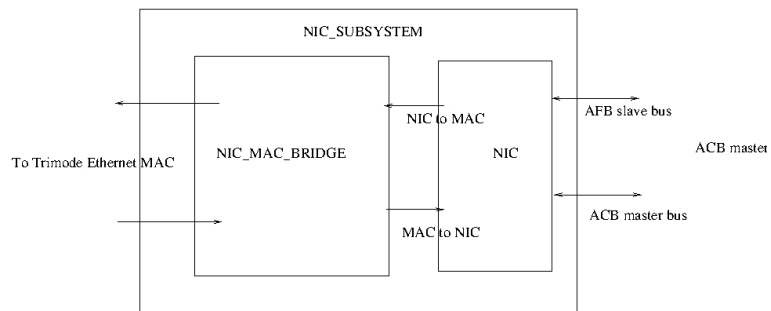 NIC_SUBSYSTEM
NIC to MAC
AFB slave bus
To Trimode Ethernet MAC
NIC_MAC_BRIDGE
NIC
ACB master
MAC to NIC
ACB master bus